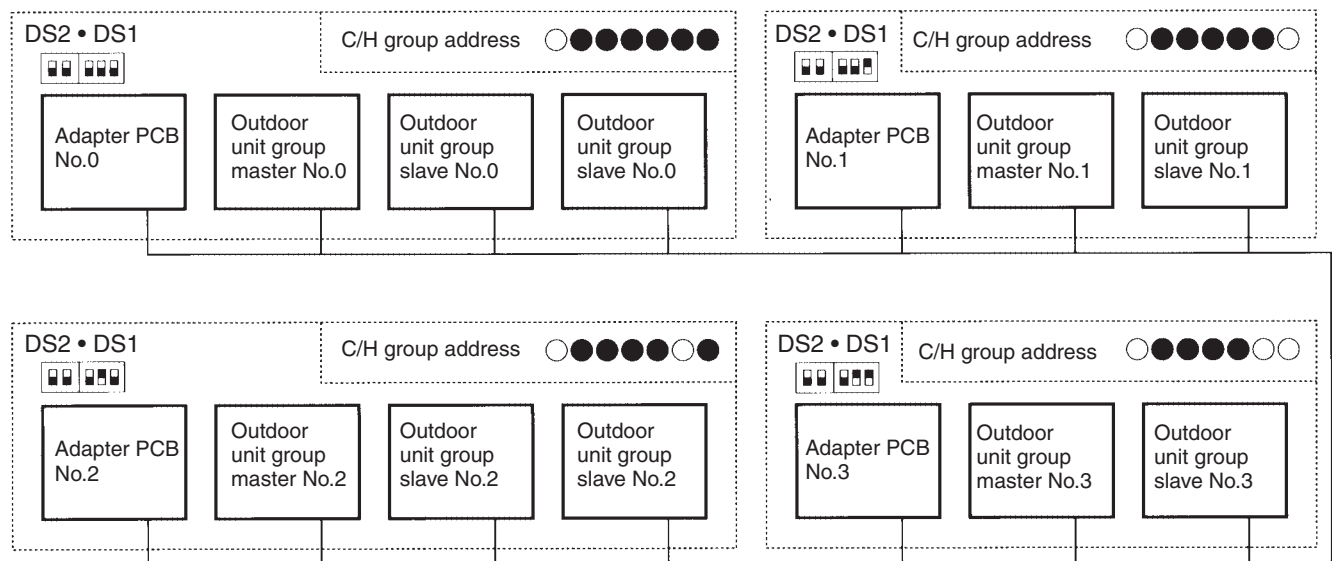 DS2 • DS1
C/H group address
Adapter PCB
No.0
Outdoor
unit group
master No.0
Outdoor
unit group
slave No.0
Outdoor
unit group
slave No.0
DS2 • DS1
C/H group address
Adapter PCB
No.1
Outdoor
unit group
master No.1
Outdoor
unit group
slave No.1
DS2 • DS1
C/H group address
Adapter PCB
No.2
Outdoor
unit group
master No.2
Outdoor
unit group
slave No.2
Outdoor
unit group
slave No.2
DS2 • DS1
C/H group address
Adapter PCB
No.3
Outdoor
unit group
master No.3
Outdoor
unit group
slave No.3